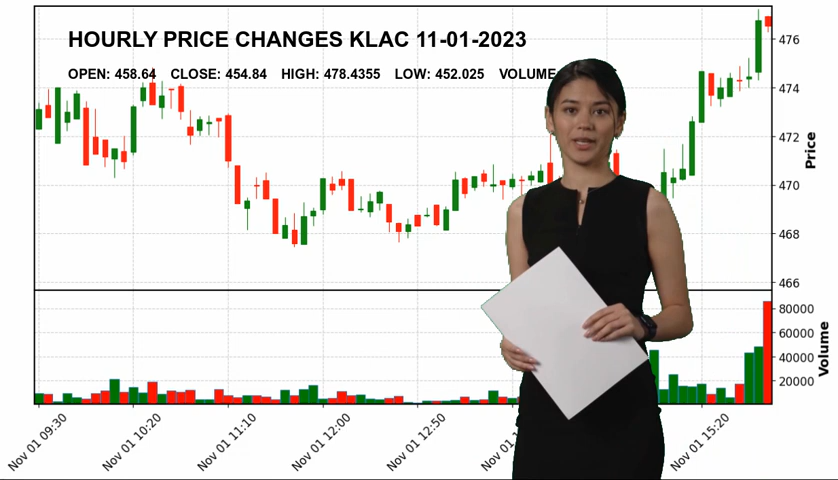 HOURLY PRICE CHANGES KLAC 11-01-2023
OPEN: 458.64 CLOSE: 454.84 HIGH: 478.4355 LOW: 452.025 VOLUME
476
474
472
470
468
466
Price
80000
60000
40000
20000
Volume
Nov 01 09:30
Nov 01 10:20
Nov 01 11:10
Nov 01 12:00
Nov 01 12:50
Nov 01 15:20